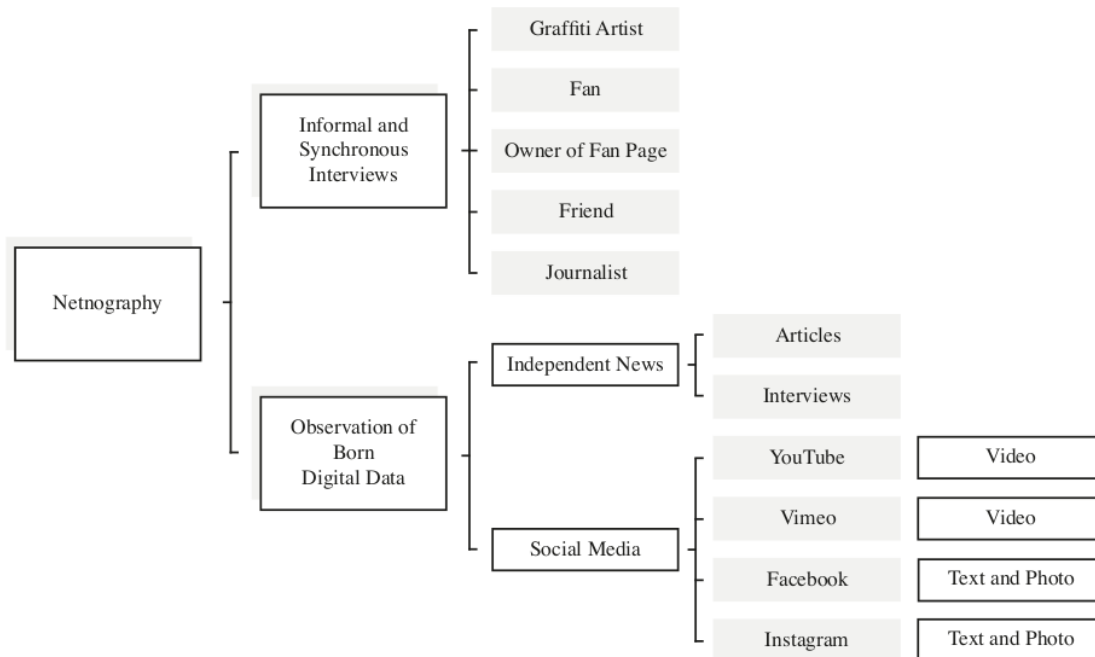 Netnography
Informal and
Synchronous
Interviews
Graffiti Artist
Fan
Owner of Fan Page
Friend
Journalist
Observation of
Born
Digital Data
Independent News
Articles
Interviews
Social Media
YouTube
Video
Vimeo
Video
Facebook
Text and Photo
Instagram
Text and Photo